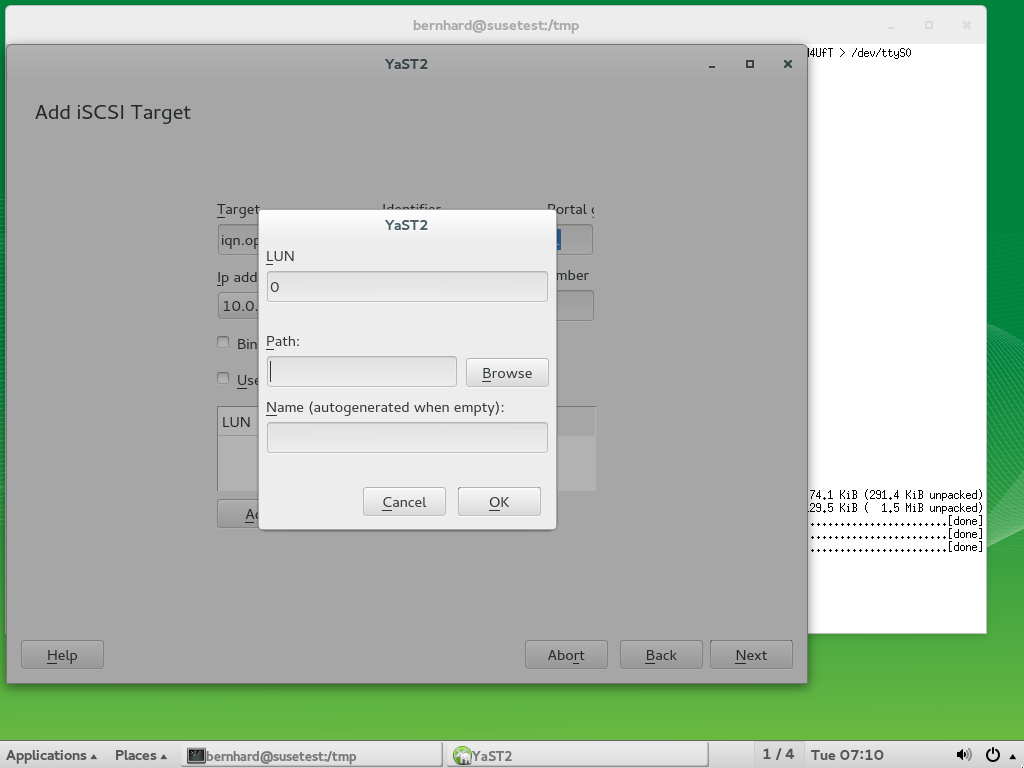 bernhard@susetest:/tmp
YaST2
> /dev/ttyS0
Add iSCSI Target
Target
Identifier
Portal g
iqn.op
Ip add
mber
10.0.
Bin
Use
LUN
Ad
YaST2
LUN
0
Path:
Browse
Name (autogenerated when empty):
Cancel
OK
74.1 KiB (291.4 KiB unpacked)
29.5 KiB (  1.5 MiB unpacked)
.......................[done]
.......................[done]
.......................[done]
Help
Abort
Back
Next
Applications
Places
bernhard@susetest:/tmp
YaST2
1 / 4
Tue 07:10